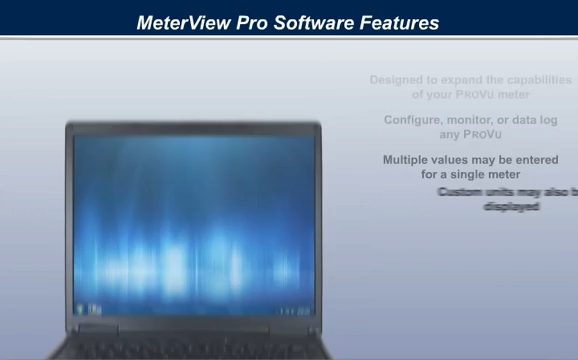 MeterView Pro Software Features
Designed to expand the capabilities
of your PROVU meter
Configure, monitor, or data log
any PROVU
Multiple values may be entered
for a single meter
Custom units may also b
displayed